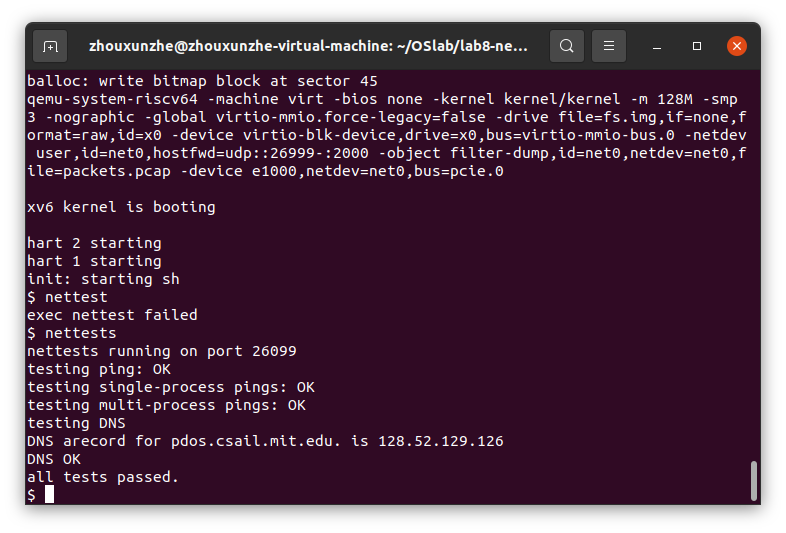 zhouxunzhe@zhouxunzhe-virtual-machine: ~/OSlab/lab8-ne...
balloc: write bitmap block at sector 45
qemu-system-riscv64 -machine virt -bios none -kernel kernel/kernel -m 128M -smp
3 -nographic -global virtio-mmio.force-legacy=false -drive file=fs.img,if=none,f
ormat=raw,id=x0 -device virtio-blk-device,drive=x0,bus=virtio-mmio-bus.0 -netdev
 user,id=net0,hostfwd=udp::26999-:2000 -object filter-dump,id=net0,netdev=net0,f
ile=packets.pcap -device e1000,netdev=net0,bus=pcie.0
xv6 kernel is booting
hart 2 starting
hart 1 starting
init: starting sh
$ nettest
exec nettest failed
$ nettests
nettests running on port 26099
testing ping: OK
testing single-process pings: OK
testing multi-process pings: OK
testing DNS
DNS arecord for pdos.csail.mit.edu. is 128.52.129.126
DNS OK
all tests passed.
$